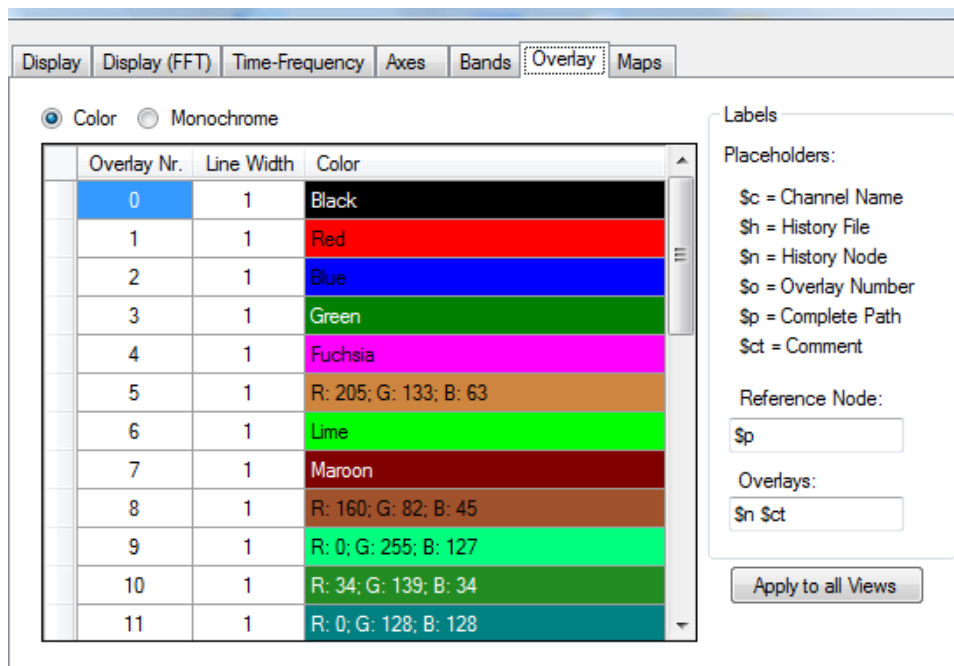 Display Display (FFT) Time-Frequency Axes Bands Overlay Maps
Color Monochrome
Overlay Nr. Line Width Color
0 1 Black
1 1 Red
2 1 Blue
3 1 Green
4 1 Fuchsia
5 1 R: 205; G: 133; B: 63
6 1 Lime
7 1 Maroon
8 1 R: 160; G: 82; B: 45
9 1 R: 0; G: 255; B: 127
10 1 R: 34; G: 139; B: 34
11 1 R: 0; G: 128; B: 128
Labels
Placeholders:
$c = Channel Name
$h = History File
$n = History Node
$o = Overlay Number
$p = Complete Path
$ct = Comment
Reference Node:
$p
Overlays:
$n $ct
Apply to all Views